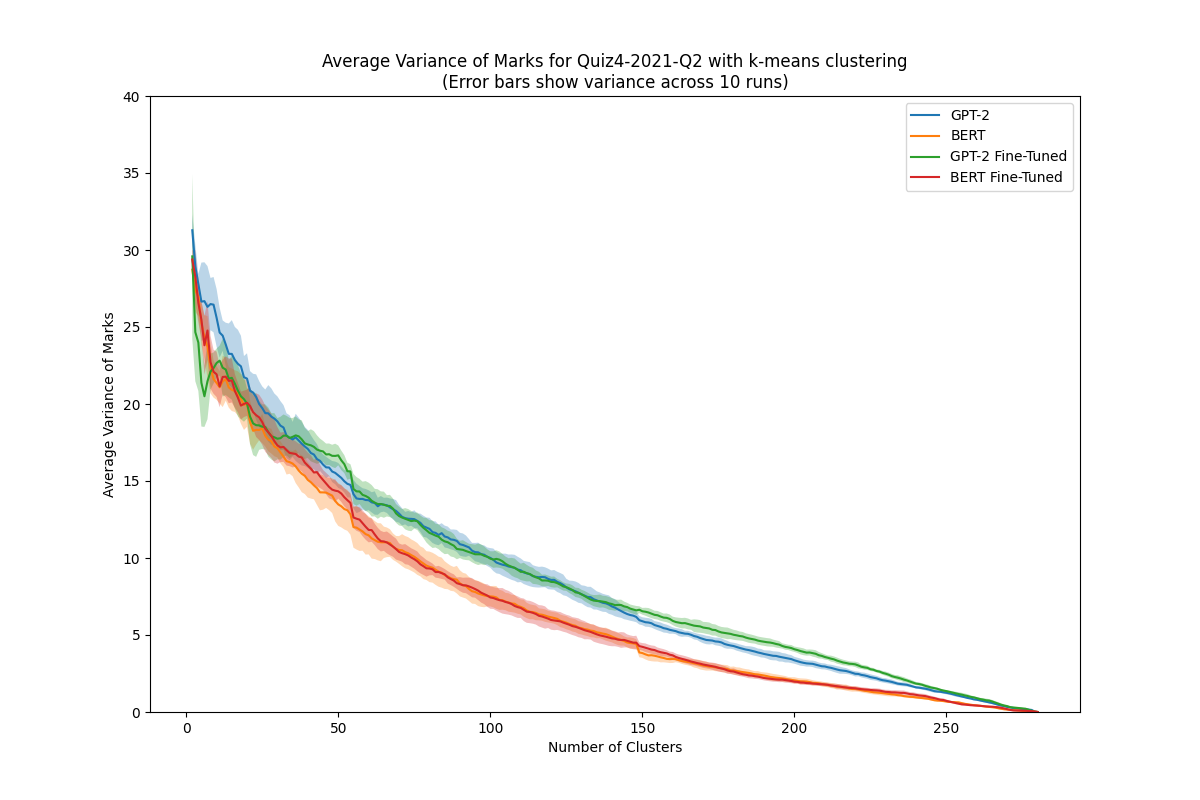 Average Variance of Marks for Quiz4-2021-Q2 with k-means clustering
(Error bars show variance across 10 runs)
GPT-2
BERT
GPT-2 Fine-Tuned
BERT Fine-Tuned
40
35
30
25
20
15
10
5
0
Average Variance of Marks
0 50 100 150 200 250
Number of Clusters